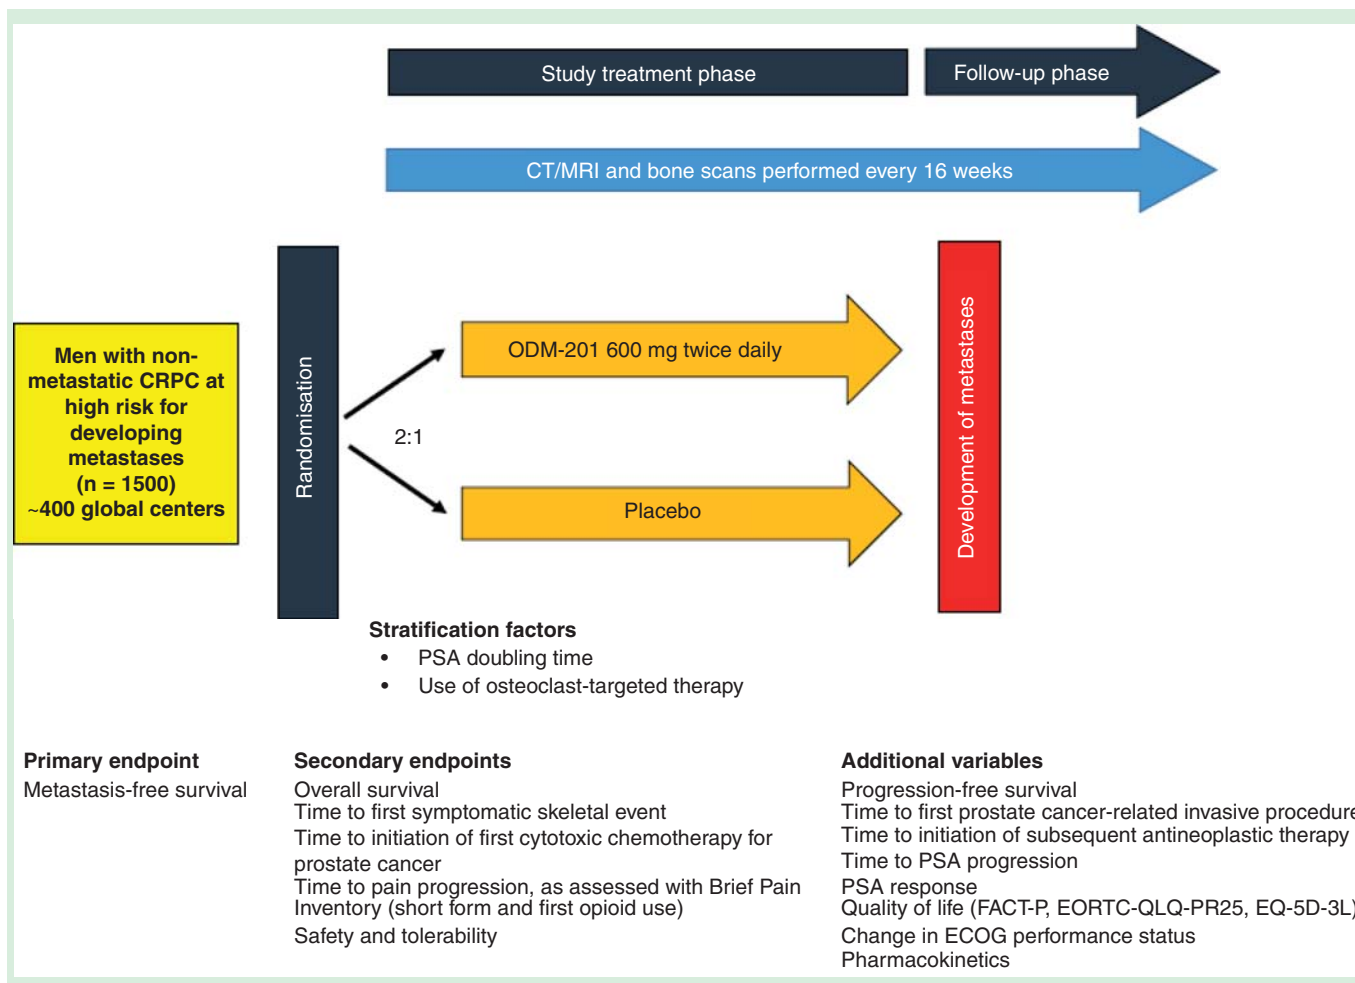 Study treatment phase
Follow-up phase
CT/MRI and bone scans performed every 16 weeks
Men with non-
metastatic CRPC at
high risk for
developing
metastases
(n = 1500)
~400 global centers
Randomisation
2:1
ODM-201 600 mg twice daily
Placebo
Development of metastases
Stratification factors
• PSA doubling time
• Use of osteoclast-targeted therapy
Primary endpoint
Metastasis-free survival
Secondary endpoints
Overall survival
Time to first symptomatic skeletal event
Time to initiation of first cytotoxic chemotherapy for
prostate cancer
Time to pain progression, as assessed with Brief Pain
Inventory (short form and first opioid use)
Safety and tolerability
Additional variables
Progression-free survival
Time to first prostate cancer-related invasive procedure
Time to initiation of subsequent antineoplastic therapy
Time to PSA progression
PSA response
Quality of life (FACT-P, EORTC-QLQ-PR25, EQ-5D-3L)
Change in ECOG performance status
Pharmacokinetics